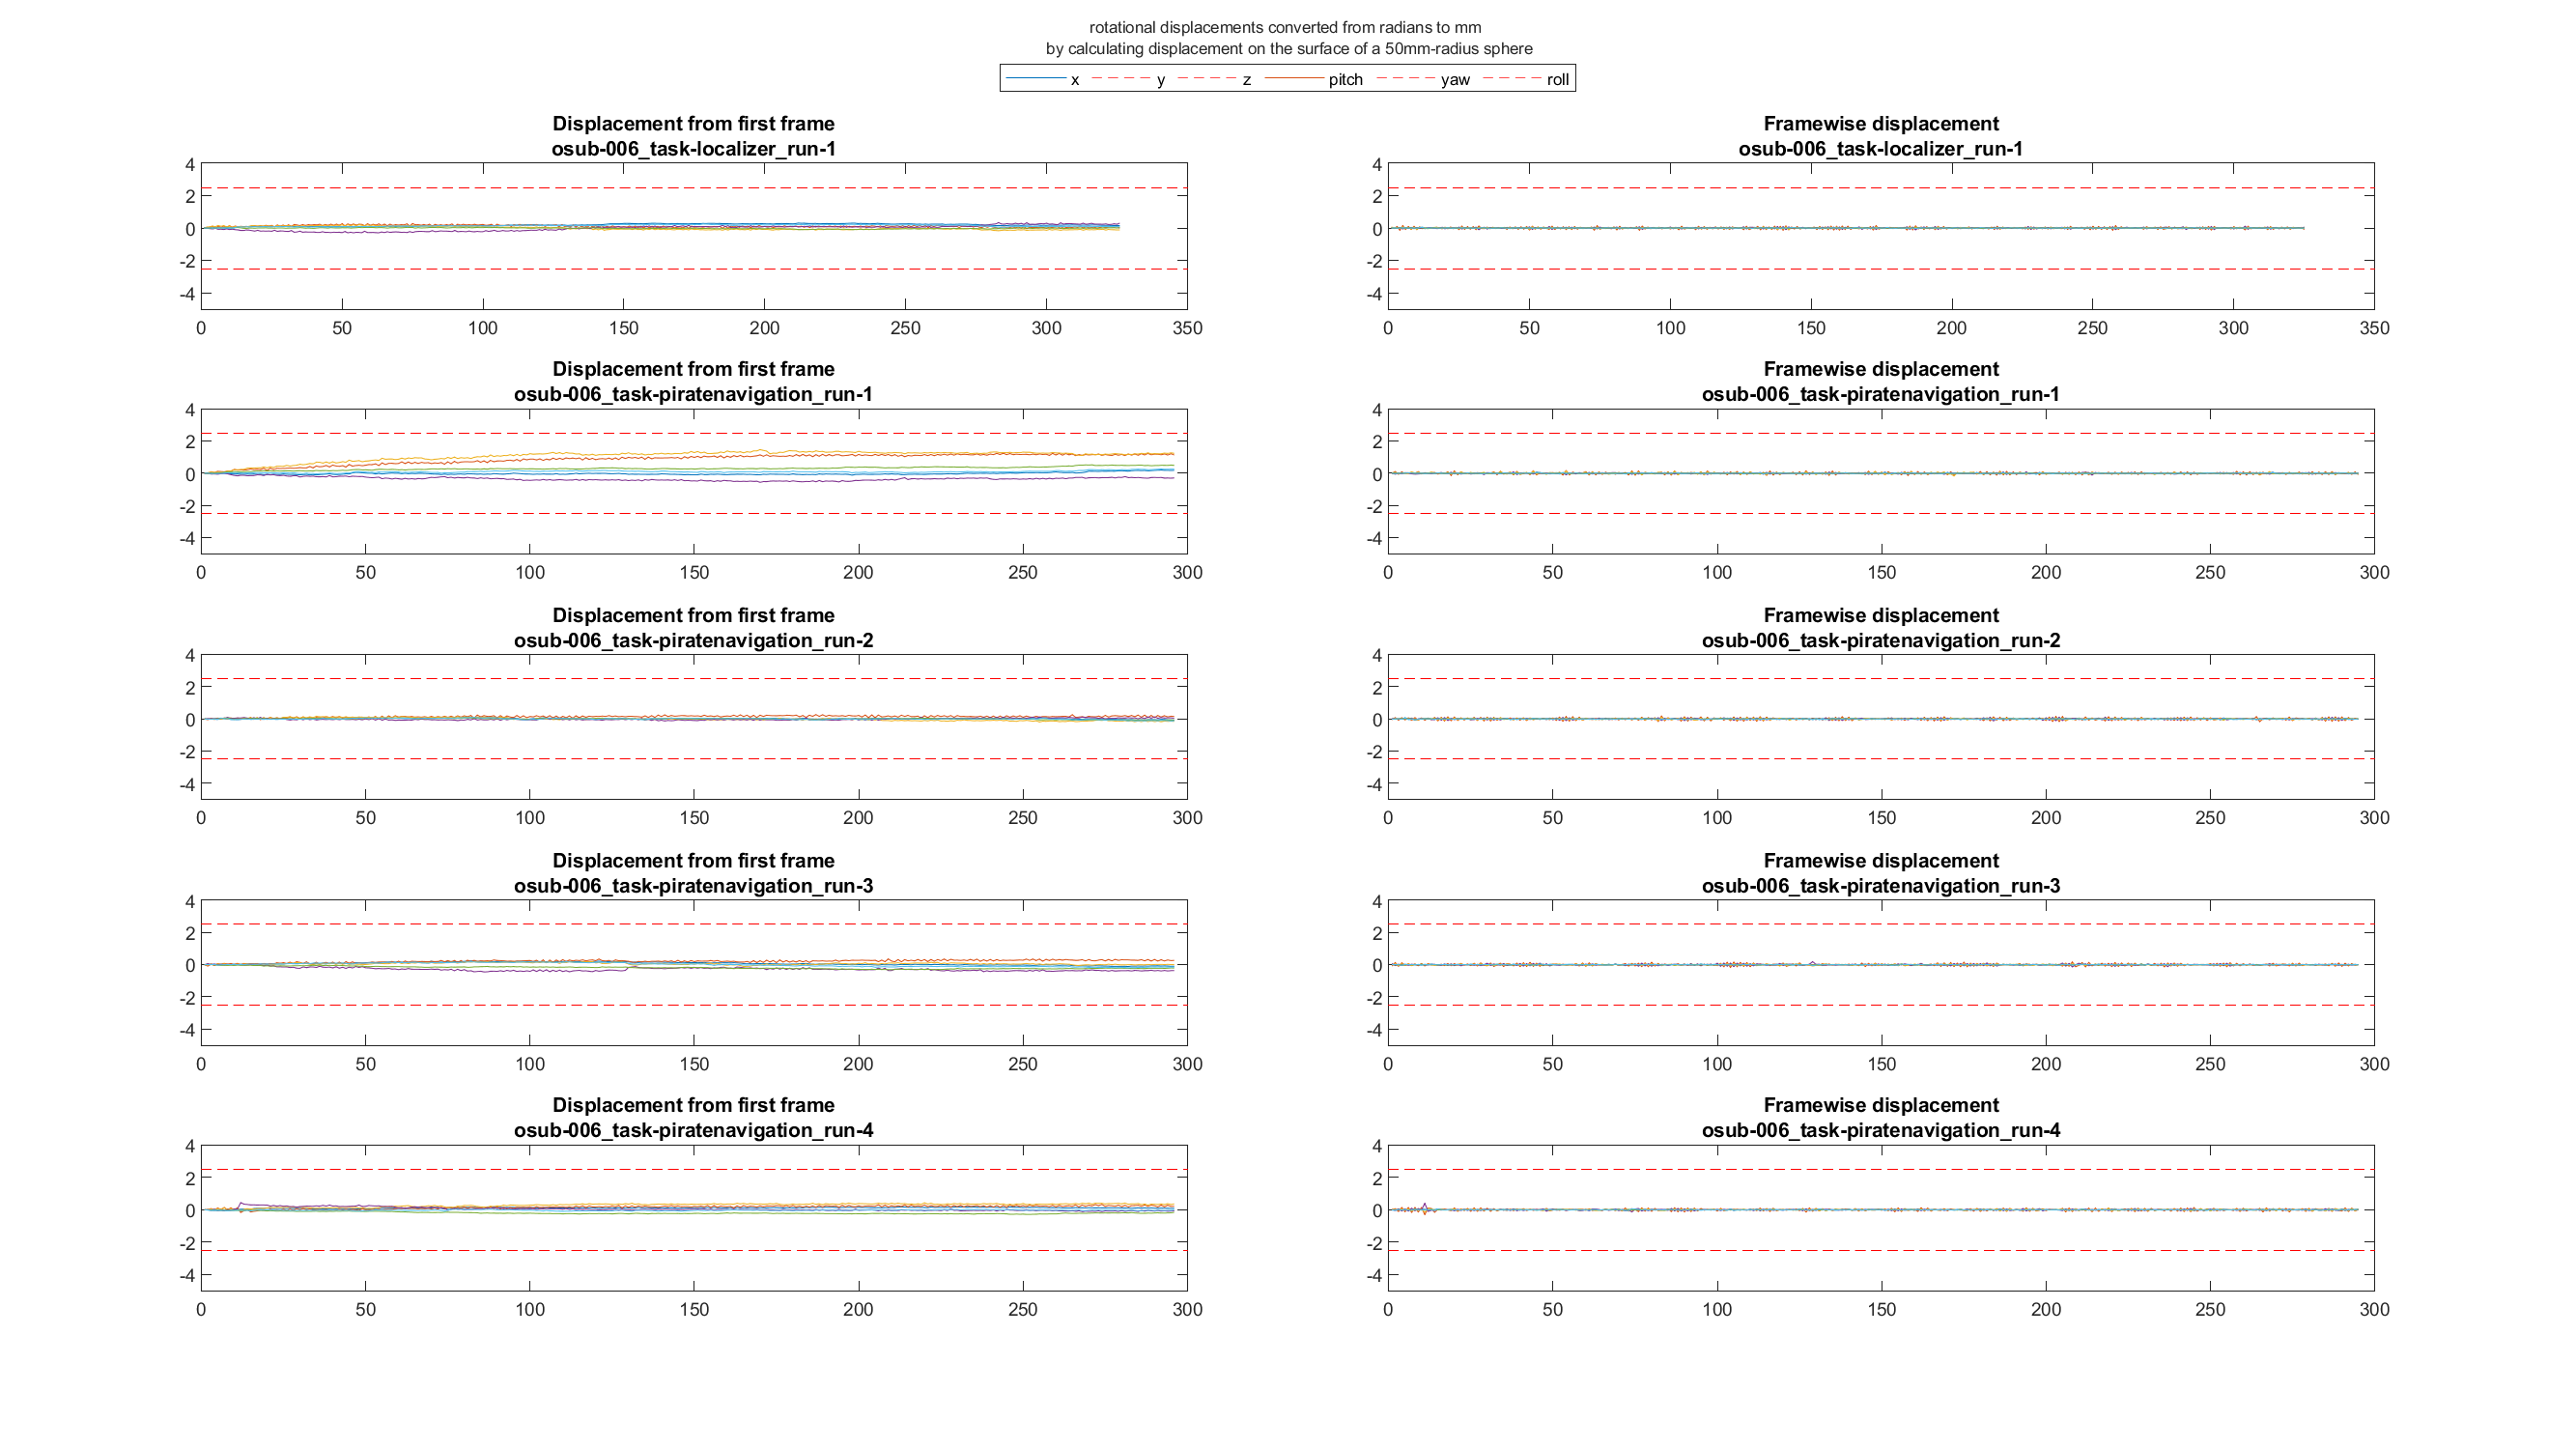 rotational displacements converted from radians to mm
by calculating displacement on the surface of a 50mm-radius sphere
x y z pitch yaw roll
Displacement from first frame
osub-006_task-localizer_run-1
4
2
0
-2
-4
0 50 100 150 200 250 300 350
Framewise displacement
osub-006_task-localizer_run-1
4
2
0
-2
-4
0 50 100 150 200 250 300 350
Displacement from first frame
osub-006_task-piratenavigation_run-1
4
2
0
-2
-4
0 50 100 150 200 250 300
Framewise displacement
osub-006_task-piratenavigation_run-1
4
2
0
-2
-4
0 50 100 150 200 250 300
Displacement from first frame
osub-006_task-piratenavigation_run-2
4
2
0
-2
-4
0 50 100 150 200 250 300
Framewise displacement
osub-006_task-piratenavigation_run-2
4
2
0
-2
-4
0 50 100 150 200 250 300
Displacement from first frame
osub-006_task-piratenavigation_run-3
4
2
0
-2
-4
0 50 100 150 200 250 300
Framewise displacement
osub-006_task-piratenavigation_run-3
4
2
0
-2
-4
0 50 100 150 200 250 300
Displacement from first frame
osub-006_task-piratenavigation_run-4
4
2
0
-2
-4
0 50 100 150 200 250 300
Framewise displacement
osub-006_task-piratenavigation_run-4
4
2
0
-2
-4
0 50 100 150 200 250 300